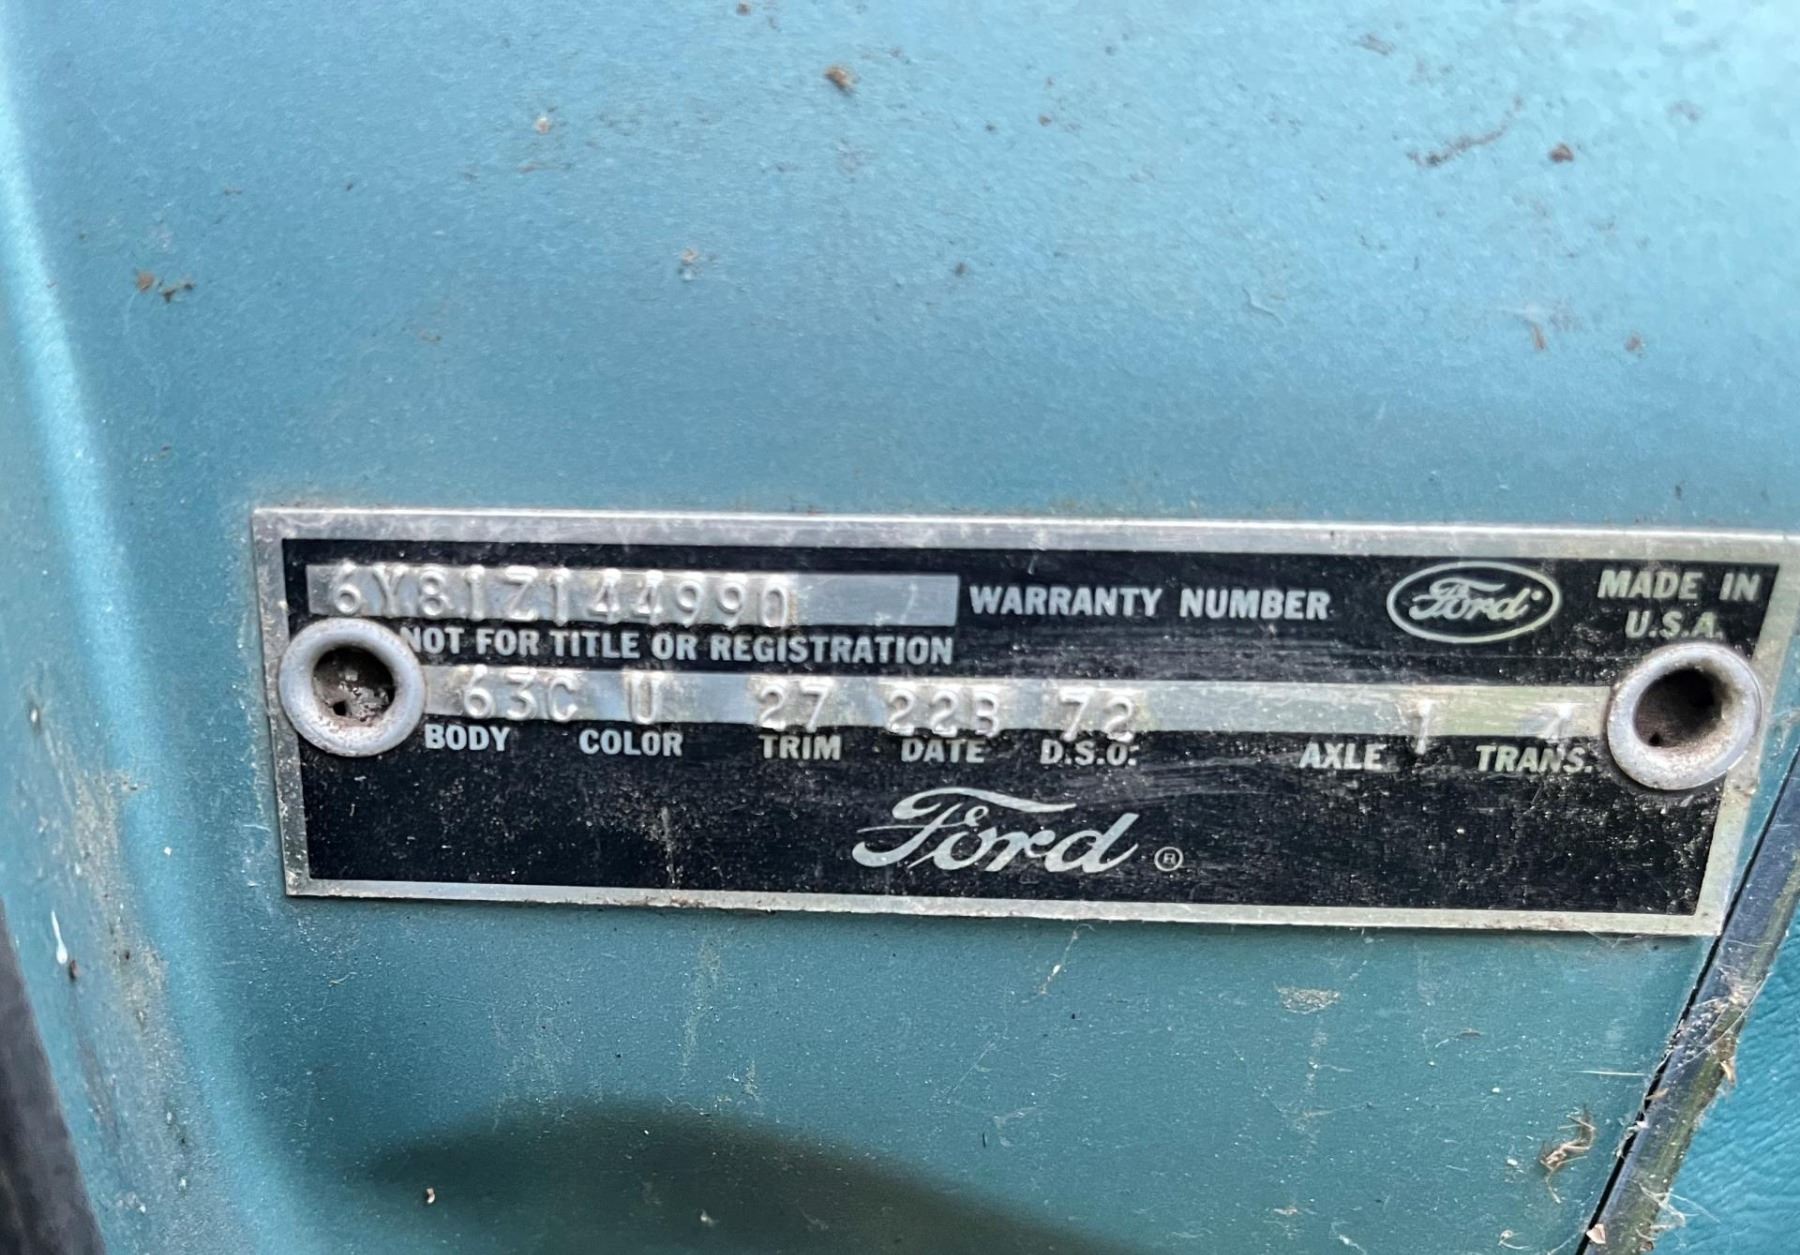 6Y81Z144990 WARRANTY NUMBER Ford MADE IN
U.S.A.
NOT FOR TITLE OR REGISTRATION
63C U 27 22B 72 1 4
BODY COLOR TRIM DATE D.S.O. AXLE TRANS.
Ford ®